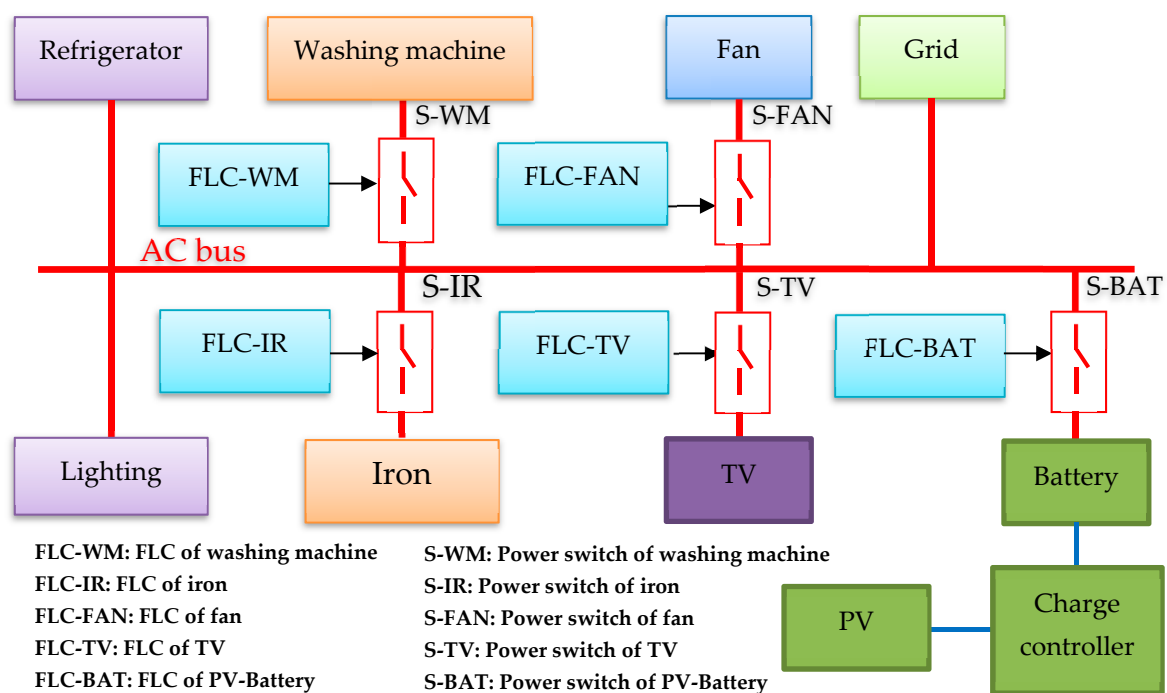 Refrigerator
Washing machine
Fan
Grid
S-WM
S-FAN
FLC-WM
FLC-FAN
AC bus
S-IR
S-TV
S-BAT
FLC-IR
FLC-TV
FLC-BAT
Lighting
Iron
TV
Battery
FLC-WM: FLC of washing machine
FLC-IR: FLC of iron
FLC-FAN: FLC of fan
FLC-TV: FLC of TV
FLC-BAT: FLC of PV-Battery
S-WM: Power switch of washing machine
S-IR: Power switch of iron
S-FAN: Power switch of fan
S-TV: Power switch of TV
S-BAT: Power switch of PV-Battery
PV
Charge
controller